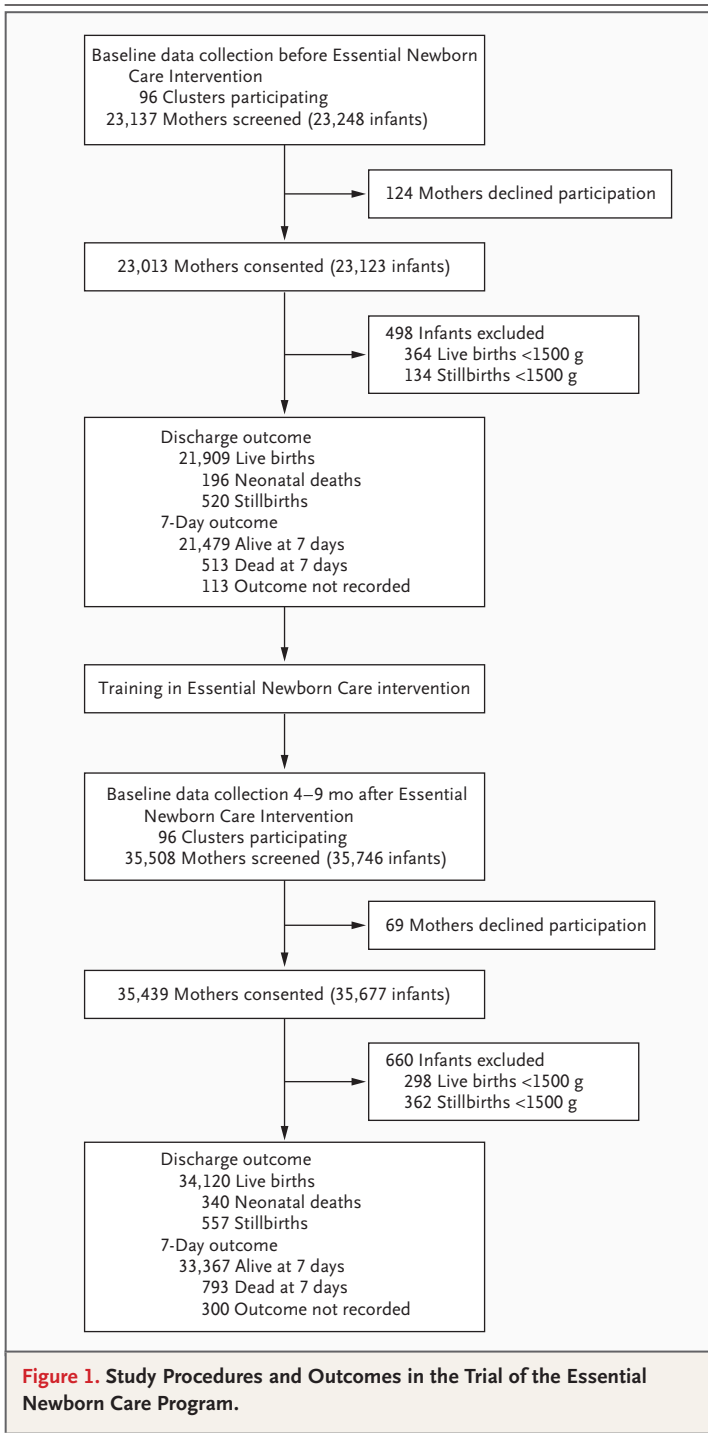 Baseline data collection before Essential Newborn
Care Intervention
96 Clusters participating
23,137 Mothers screened (23,248 infants)
124 Mothers declined participation
23,013 Mothers consented (23,123 infants)
498 Infants excluded
364 Live births <1500 g
134 Stillbirths <1500 g
Discharge outcome
21,909 Live births
196 Neonatal deaths
520 Stillbirths
7-Day outcome
21,479 Alive at 7 days
513 Dead at 7 days
113 Outcome not recorded
Training in Essential Newborn Care intervention
Baseline data collection 4–9 mo after Essential
Newborn Care Intervention
96 Clusters participating
35,508 Mothers screened (35,746 infants)
69 Mothers declined participation
35,439 Mothers consented (35,677 infants)
660 Infants excluded
298 Live births <1500 g
362 Stillbirths <1500 g
Discharge outcome
34,120 Live births
340 Neonatal deaths
557 Stillbirths
7-Day outcome
33,367 Alive at 7 days
793 Dead at 7 days
300 Outcome not recorded
Figure 1. Study Procedures and Outcomes in the Trial of the Essential
Newborn Care Program.